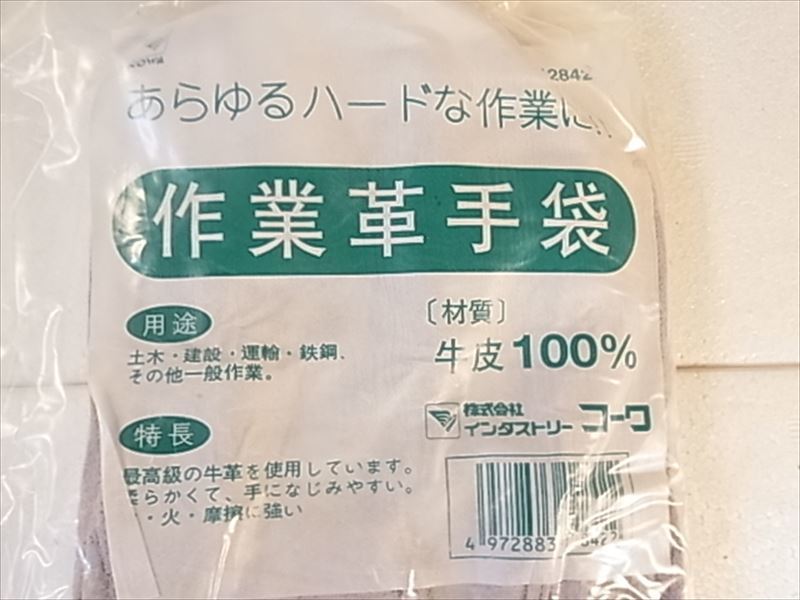 2842
あらゆるハードな作業に
作業革手袋
用途
土木・建設・運輸・鉄鋼、
その他一般作業。
〔材質〕
牛皮100%
株式会社
インダストリー コーワ
特長
最高級の牛革を使用しています。
らかくて、手になじみやすい。
・火・摩擦に強い
4 972883